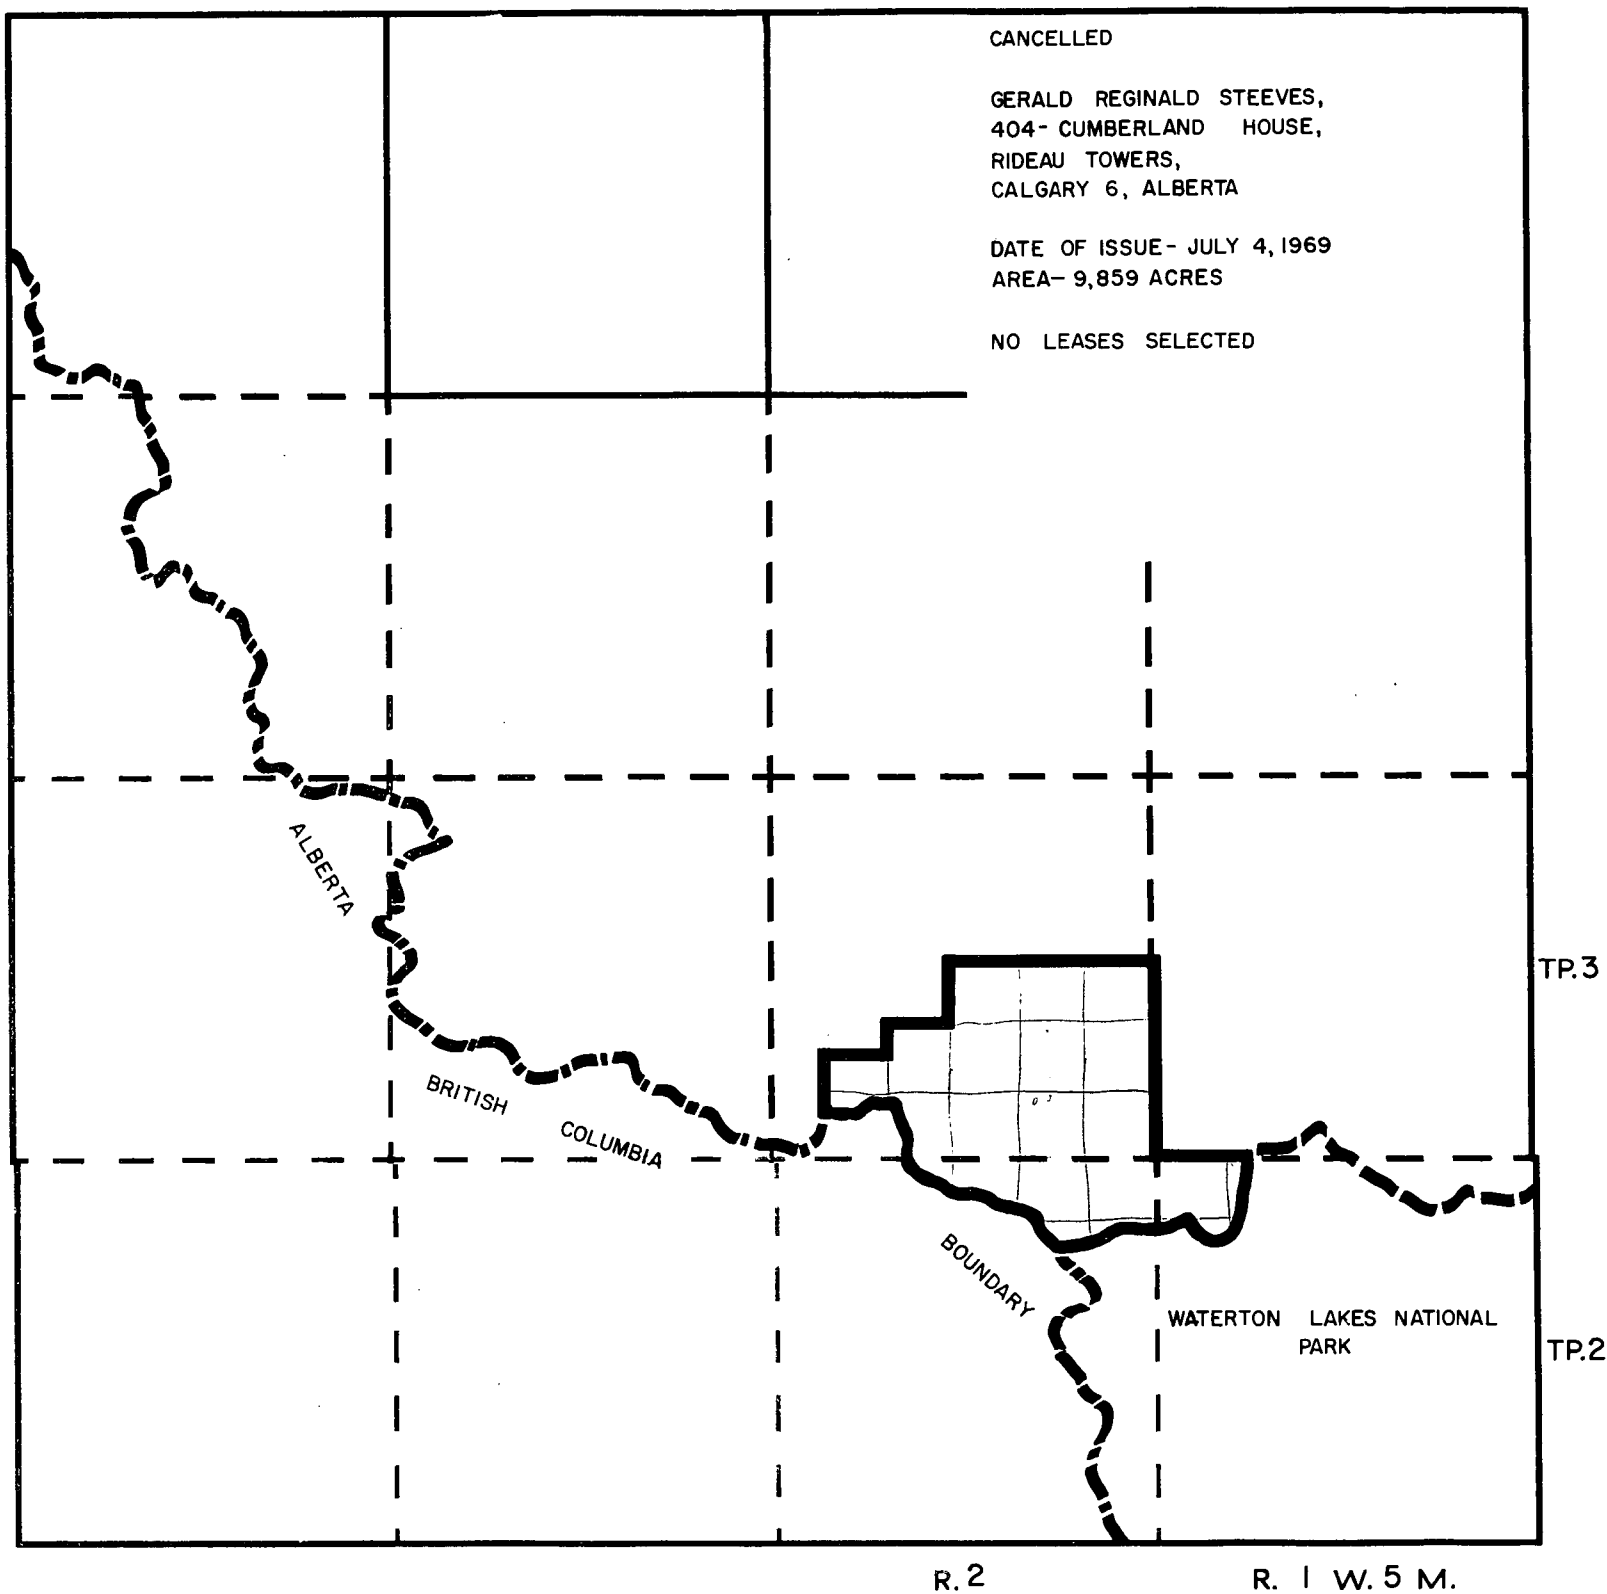 CANCELLED
GERALD REGINALD STEEVES,
404- CUMBERLAND HOUSE,
RIDEAU TOWERS,
CALGARY 6, ALBERTA
DATE OF ISSUE- JULY 4, 1969
AREA- 9,859 ACRES
NO LEASES SELECTED
ALBERTA
TP.3
BRITISH COLUMBIA
BOUNDARY
WATERTON LAKES NATIONAL
PARK
TP.2
R.2
R. 1 W.5 M.